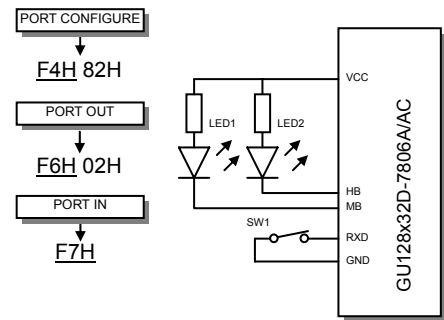 PORT CONFIGURE
F4H 82H
PORT OUT
F6H 02H
PORT IN
F7H
VCC
LED1
LED2
HB
MB
SW1
RXD
GND
GU128x32D-7806A/AC